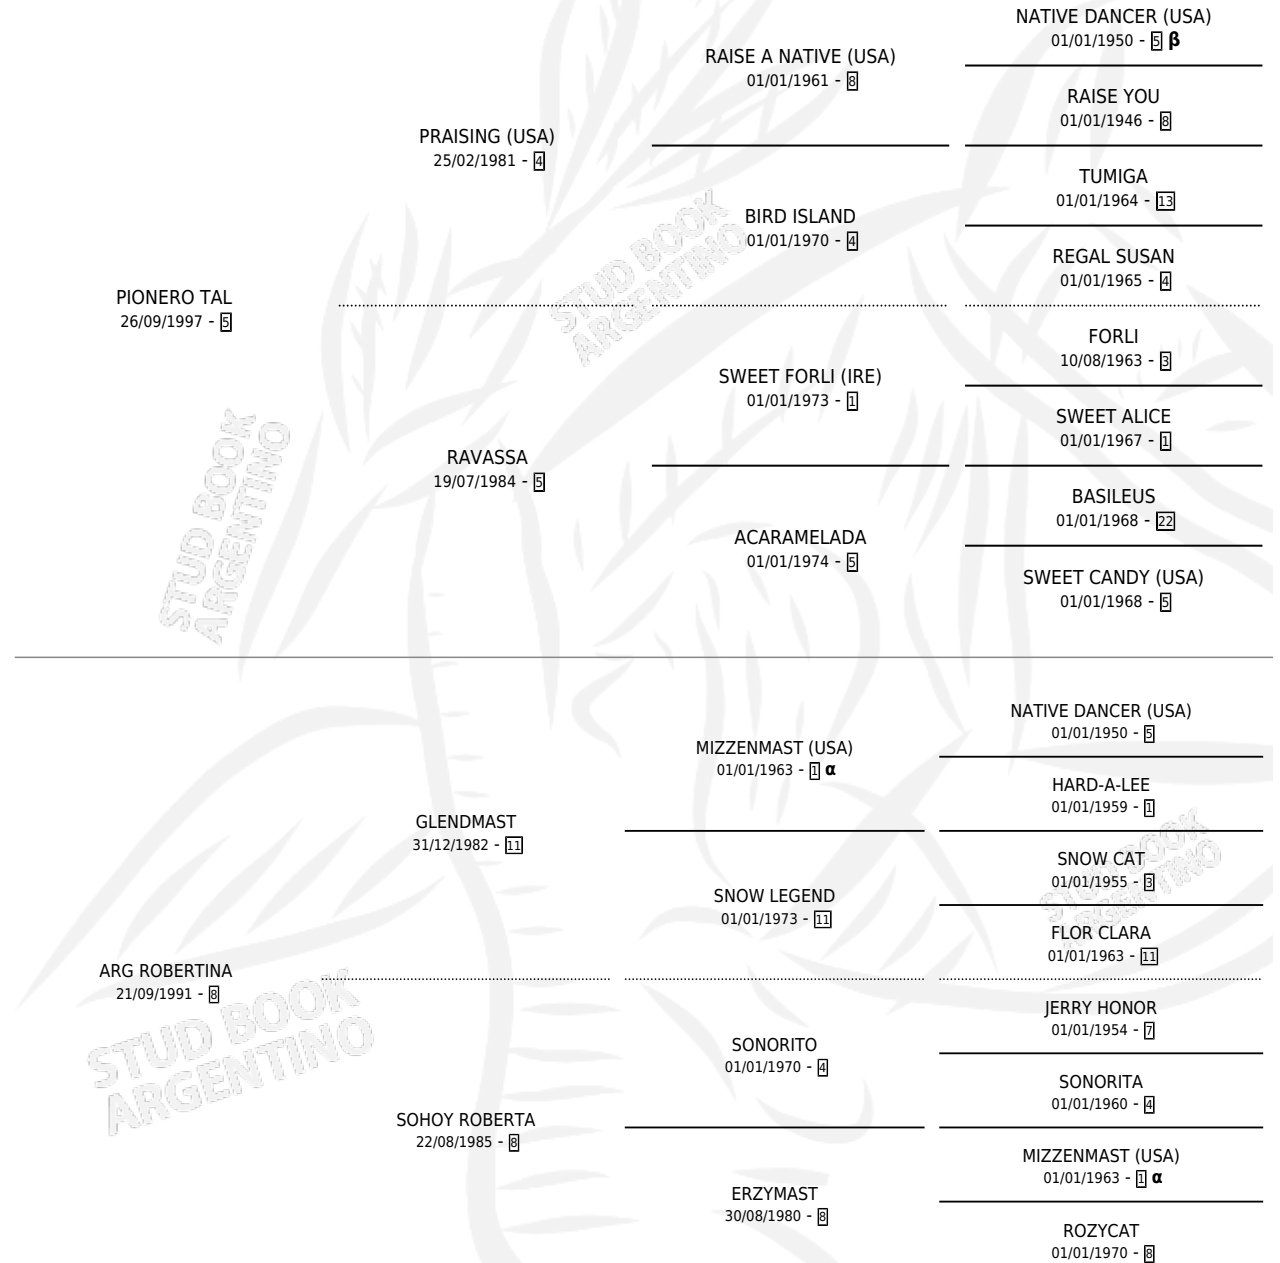 NATIVE DANCER (USA)
01/01/1950 - 5 β
RAISE A NATIVE (USA)
01/01/1961 - 8
RAISE YOU
01/01/1946 - 8
PRAISING (USA)
25/02/1981 - 4
TUMIGA
01/01/1964 - 13
BIRD ISLAND
01/01/1970 - 4
REGAL SUSAN
01/01/1965 - 4
STUD BOOK
ARGENTINO
PIONERO TAL
26/09/1997 - 5
FORLI
10/08/1963 - 3
SWEET FORLI (IRE)
01/01/1973 - 1
SWEET ALICE
01/01/1967 - 1
RAVASSA
19/07/1984 - 5
BASILEUS
01/01/1968 - 22
ACARAMELADA
01/01/1974 - 5
SWEET CANDY (USA)
01/01/1968 - 5
STUD BOOK
ARGENTINO
NATIVE DANCER (USA)
01/01/1950 - 5
MIZZENMAST (USA)
01/01/1963 - 1 α
HARD-A-LEE
01/01/1959 - 1
GLENDMAST
31/12/1982 - 11
SNOW CAT
01/01/1955 - 3
SNOW LEGEND
01/01/1973 - 11
FLOR CLARA
01/01/1963 - 11
STUD BOOK
ARGENTINO
ARG ROBERTINA
21/09/1991 - 8
JERRY HONOR
01/01/1954 - 7
SONORITO
01/01/1970 - 4
SONORITA
01/01/1960 - 4
STUD BOOK
ARGENTINO
SOHOY ROBERTA
22/08/1985 - 8
MIZZENMAST (USA)
01/01/1963 - 1 α
ERZYMAST
30/08/1980 - 8
ROZYCAT
01/01/1970 - 8